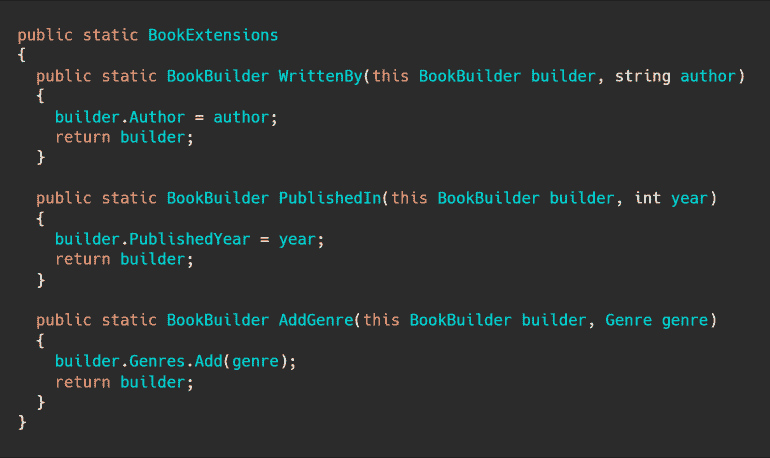 public static BookExtensions
{
  public static BookBuilder WrittenBy(this BookBuilder builder, string author)
  {
    builder.Author = author;
    return builder;
  }

  public static BookBuilder PublishedIn(this BookBuilder builder, int year)
  {
    builder.PublishedYear = year;
    return builder;
  }

  public static BookBuilder AddGenre(this BookBuilder builder, Genre genre)
  {
    builder.Genres.Add(genre);
    return builder;
  }
}